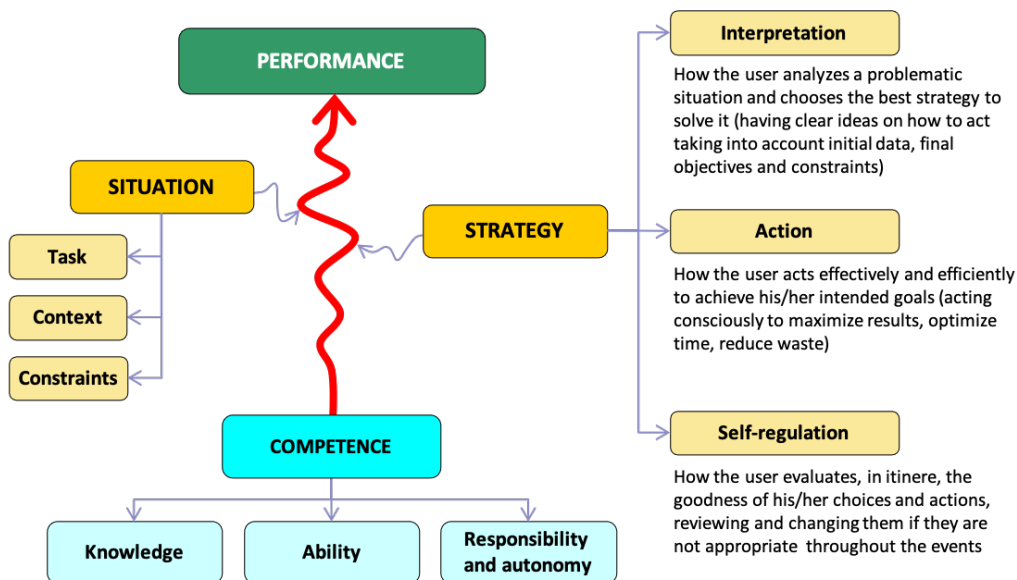 PERFORMANCE
SITUATION
Task
Context
Constraints
STRATEGY
Interpretation
How the user analyzes a problematic
situation and chooses the best strategy to
solve it (having clear ideas on how to act
taking into account initial data, final
objectives and constraints)
Action
How the user acts effectively and efficiently
to achieve his/her intended goals (acting
consciously to maximize results, optimize
time, reduce waste)
Self-regulation
How the user evaluates, in itinere, the
goodness of his/her choices and actions,
reviewing and changing them if they are
not appropriate throughout the events
COMPETENCE
Knowledge
Ability
Responsibility
and autonomy